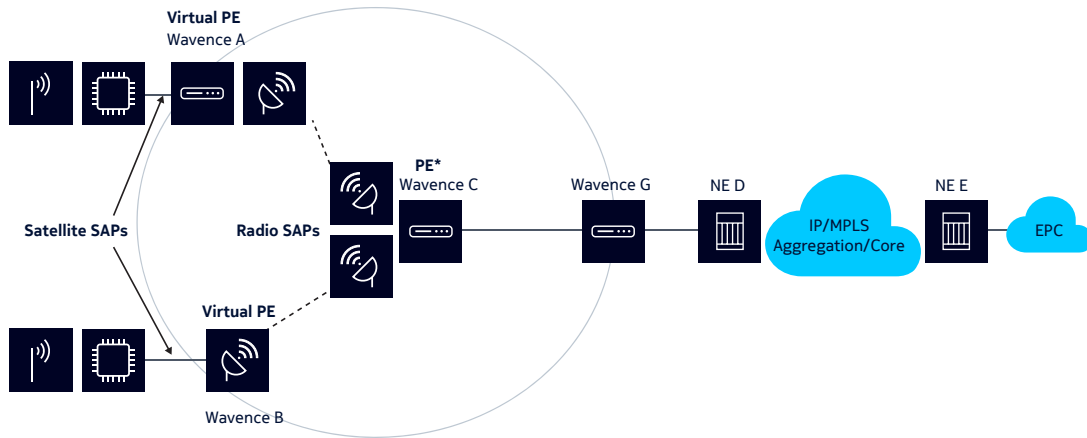 Virtual PE
Wavence A
PE*
Wavence C
Wavence G
NE D
NE E
Satellite SAPs
Radio SAPs
IP/MPLS
Aggregation/Core
EPC
Virtual PE
Wavence B